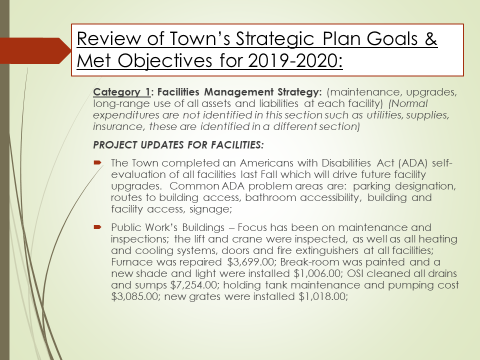 Review of Town's Strategic Plan Goals &
Met Objectives for 2019-2020:
Category 1: Facilities Management Strategy: (maintenance, upgrades,
long-range use of all assets and liabilities at each facility) (Normal
expenditures are not identified in this section such as utilities, supplies,
insurance, these are identified in a different section)
PROJECT UPDATES FOR FACILITIES:
The Town completed an Americans with Disabilities Act (ADA) self-
evaluation of all facilities last Fall which will drive future facility
upgrades. Common ADA problem areas are: parking designation,
routes to building access, bathroom accessibility, building and
facility access, signage;
Public Work's Buildings – Focus has been on maintenance and
inspections; the lift and crane were inspected, as well as all heating
and cooling systems, doors and fire extinguishers at all facilities;
Furnace was repaired $3,699.00; Break-room was painted and a
new shade and light were installed $1,006.00; OSI cleaned all drains
and sumps $7,254.00; holding tank maintenance and pumping cost
$3,085.00; new grates were installed $1,018.00;